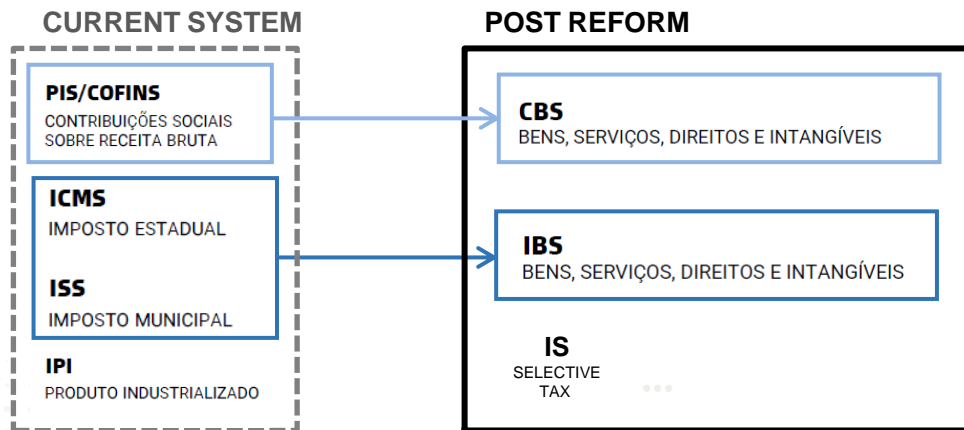 CURRENT SYSTEM
PIS/COFINS
CONTRIBUIÇÕES SOCIAIS
SOBRE RECEITA BRUTA
ICMS
IMPOSTO ESTADUAL
ISS
IMPOSTO MUNICIPAL
IPI
PRODUTO INDUSTRIALIZADO
POST REFORM
CBS
BENS, SERVIÇOS, DIREITOS E INTANGÍVEIS
IBS
BENS, SERVIÇOS, DIREITOS E INTANGÍVEIS
IS
SELECTIVE
TAX